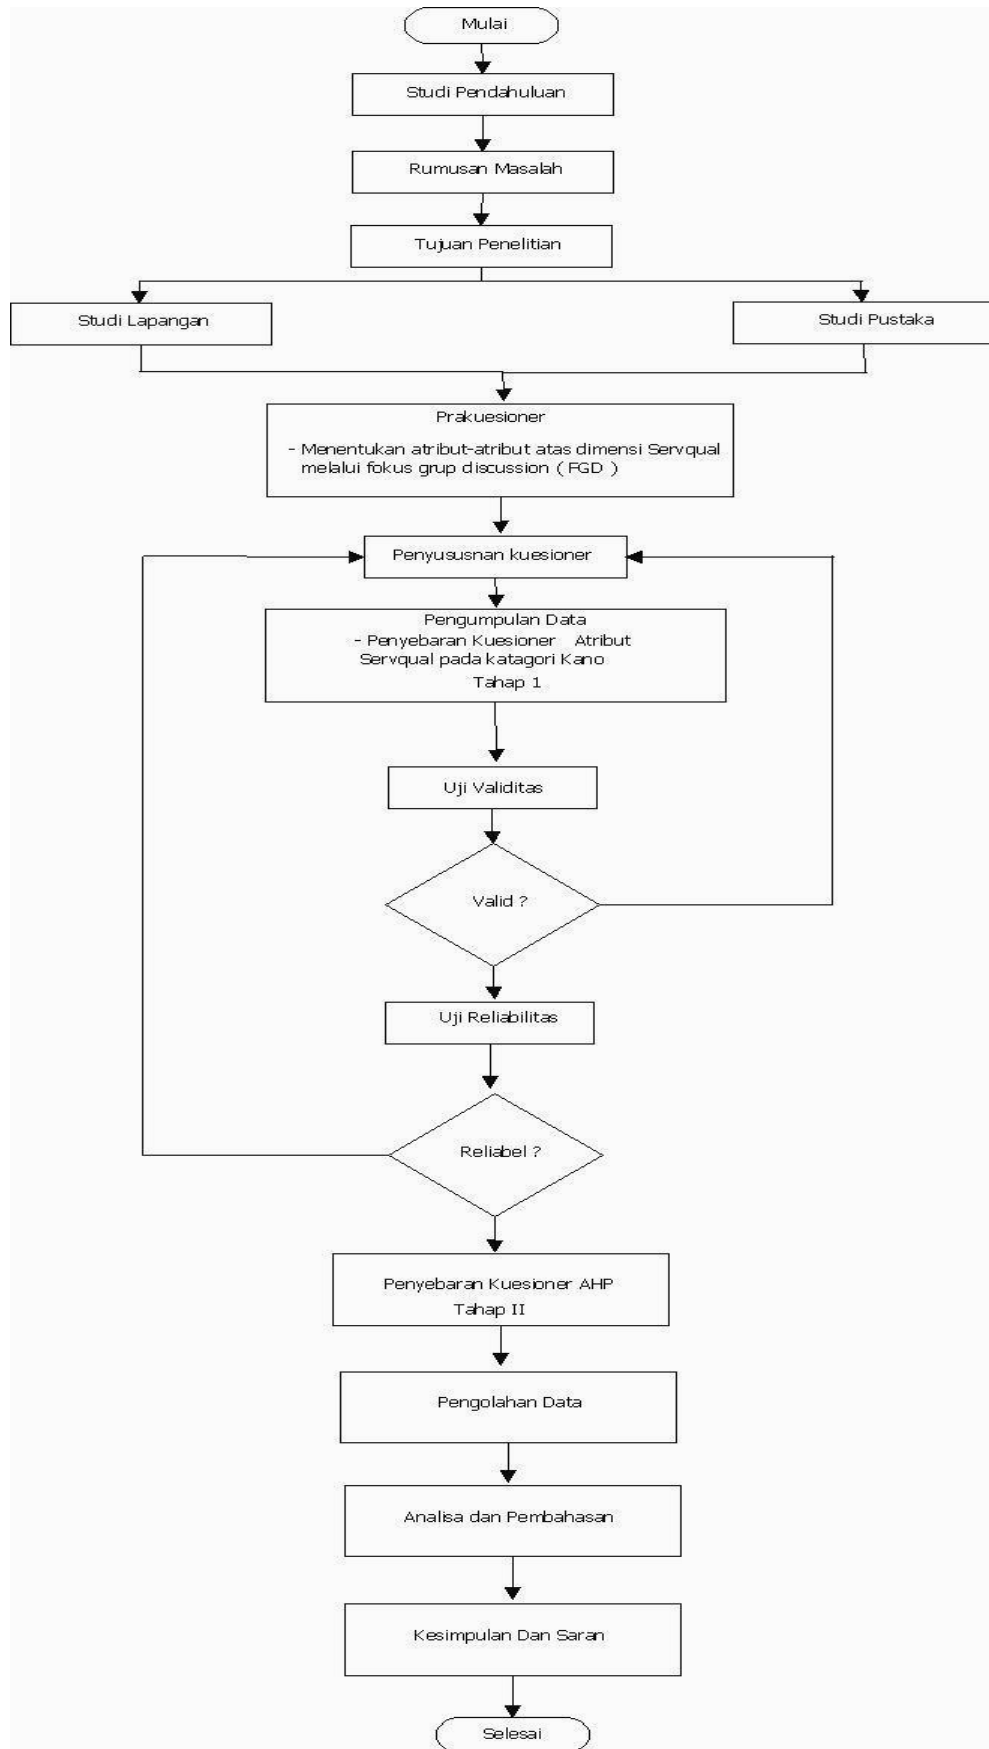 Mulai
Studi Pendahuluan
Rumusan Masalah
Tujuan Penelitian
Studi Lapangan
Studi Pustaka
Prakuesioner
- Menentukan atribut-atribut atas dimensi Servqual
melalui fokus grup discussion ( FGD )
Penyususnan kuesioner
Pengumpulan Data
- Penyebaran Kuesioner Atribut
Servqual pada katagori Kano
Tahap 1
Uji Validitas
Valid ?
Uji Reliabilitas
Reliabel ?
Penyebaran Kuesioner AHP
Tahap II
Pengolahan Data
Analisa dan Pembahasan
Kesimpulan Dan Saran
Selesai